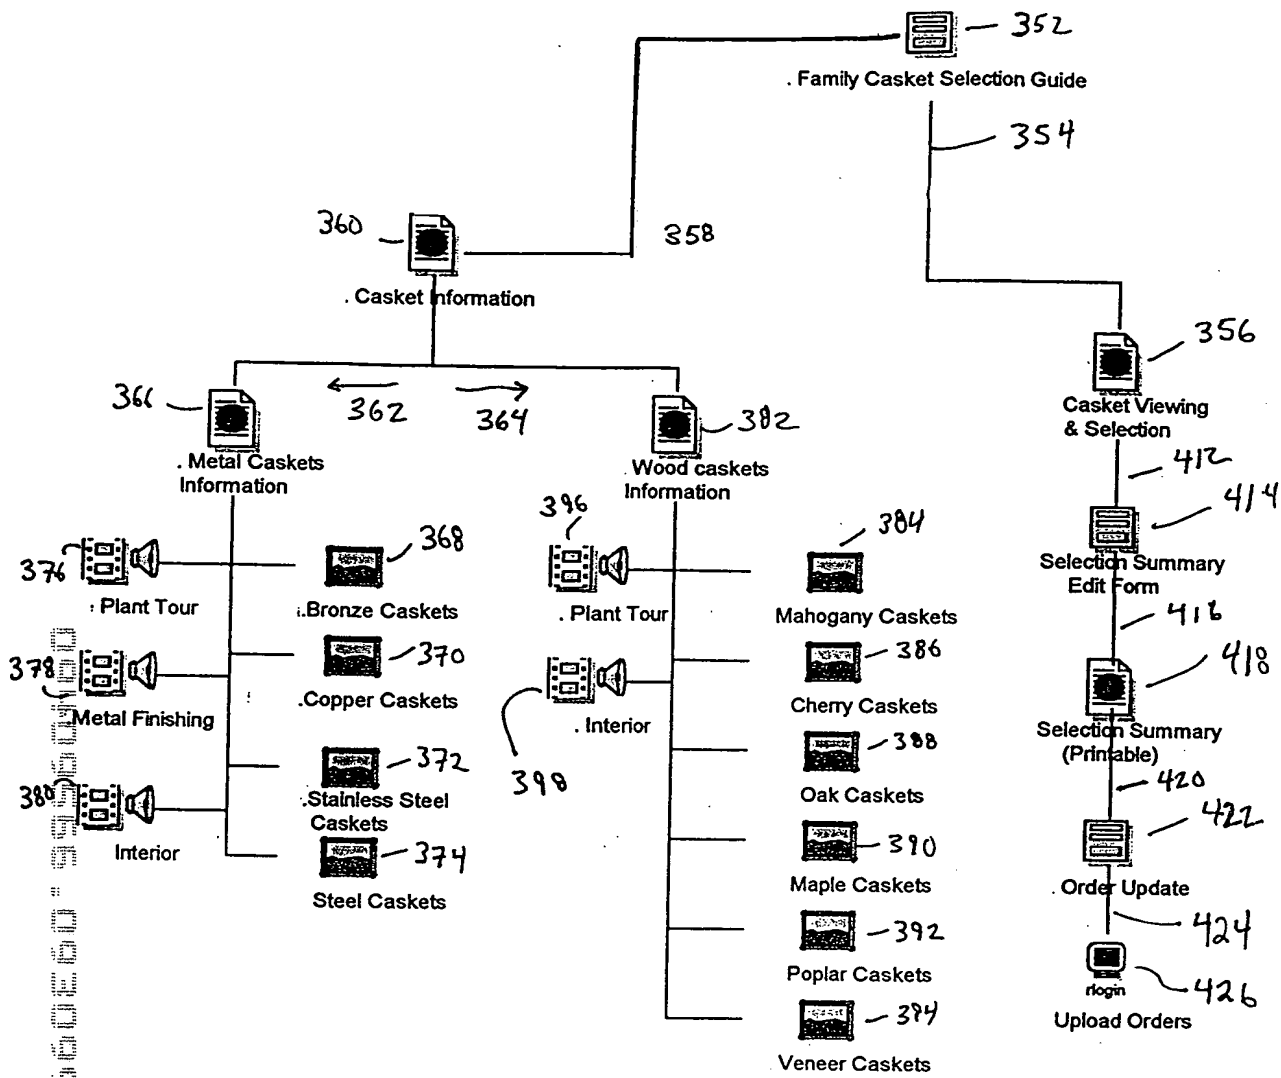 352
. Family Casket Selection Guide
354
360
358
. Casket Information
356
366
362
364
382
Casket Viewing
& Selection
. Metal Caskets
Information
Wood caskets
Information
412
414
396
384
368
376
Selection Summary
Edit Form
: Plant Tour
.Bronze Caskets
. Plant Tour
Mahogany Caskets
416
378
370
386
418
Metal Finishing
.Copper Caskets
. Interior
Cherry Caskets
Selection Summary
(Printable)
372
398
388
420
380
.Stainless Steel
Caskets
Oak Caskets
422
Interior
374
390
Steel Caskets
Maple Caskets
. Order Update
392
424
Poplar Caskets
rlogin
426
394
Upload Orders
Veneer Caskets